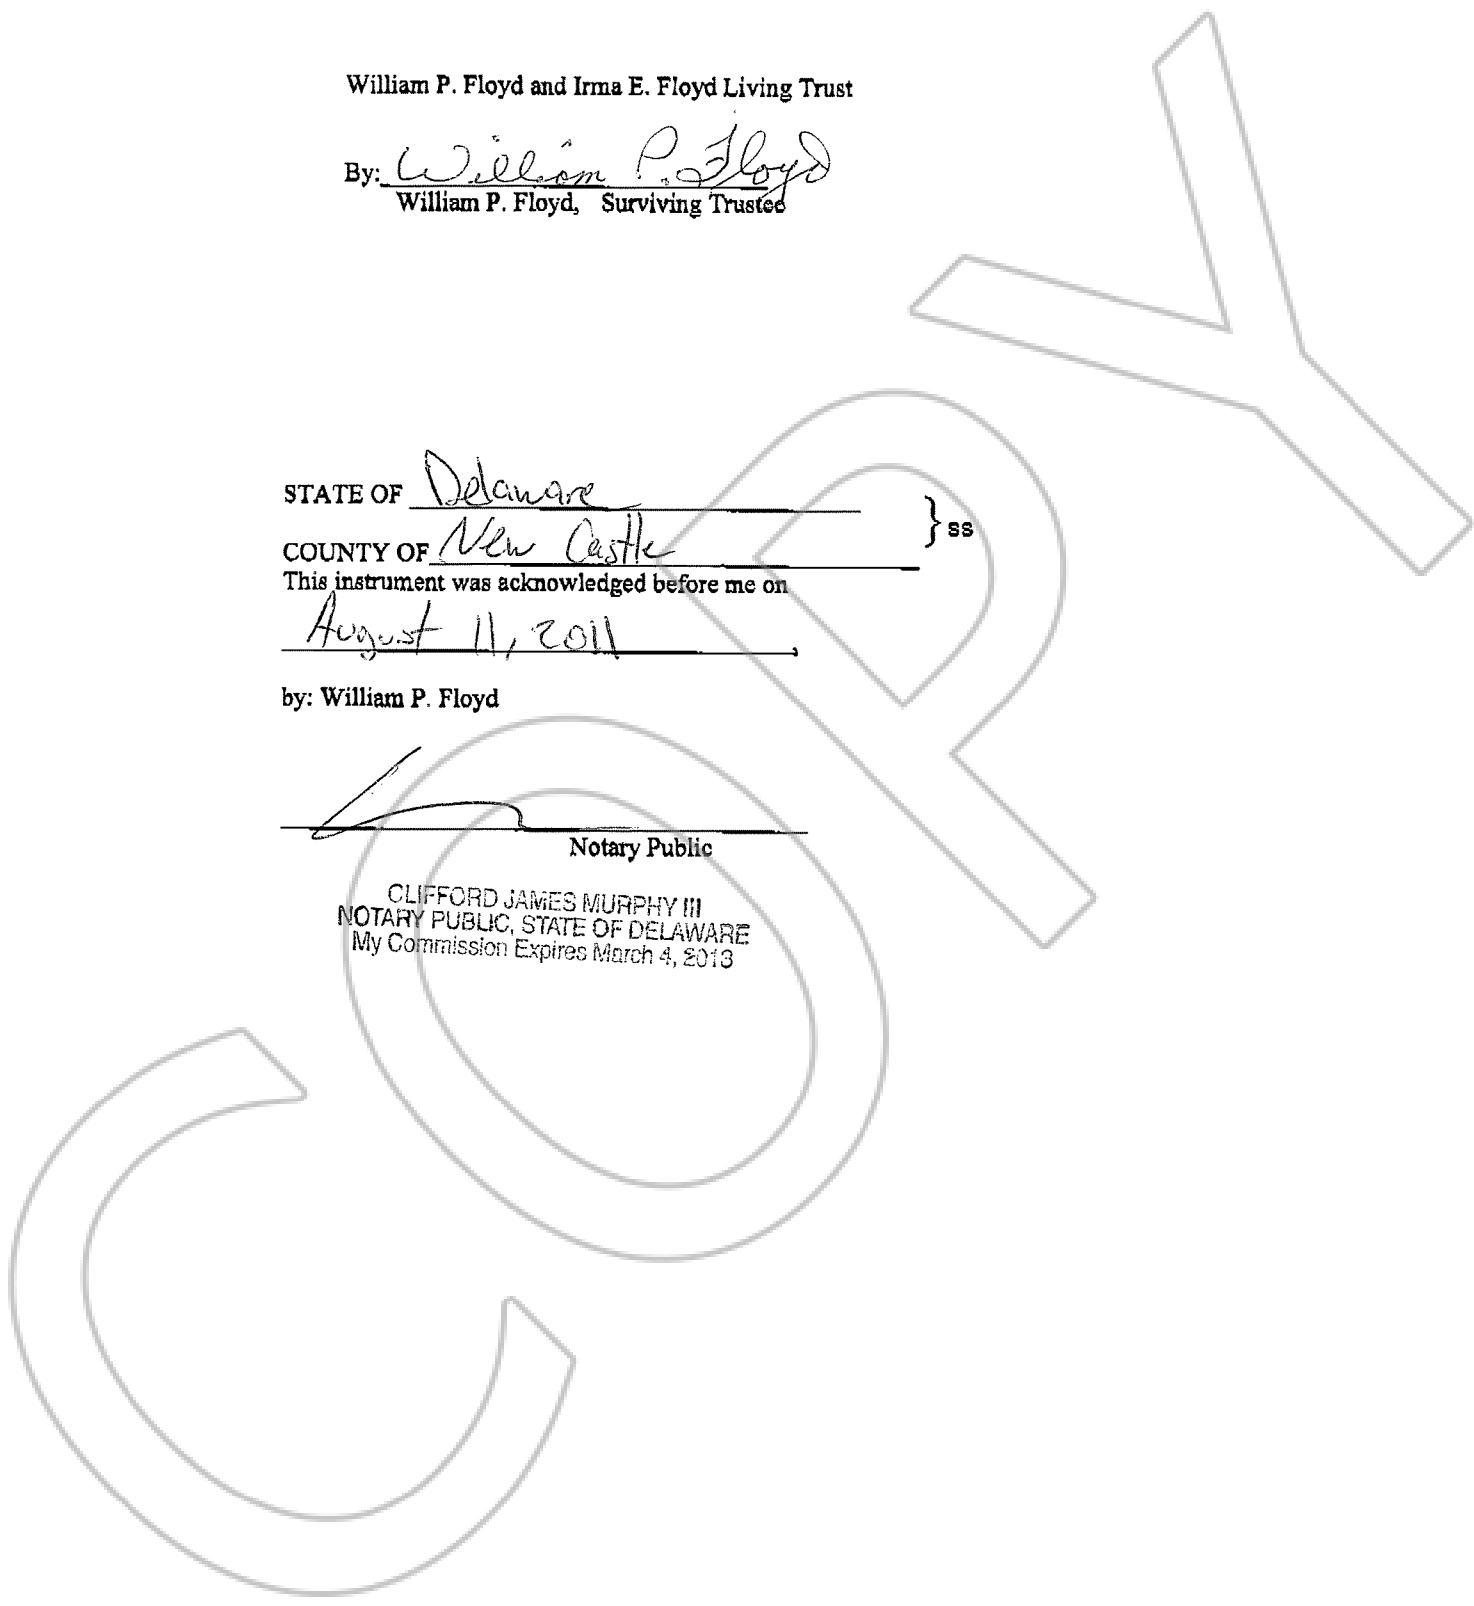 William P. Floyd and Irma E. Floyd Living Trust
By: William P. Floyd
William P. Floyd, Surviving Trustee
STATE OF Delaware
} ss
COUNTY OF New Castle
This instrument was acknowledged before me on
August 11, 2011,
by: William P. Floyd
Notary Public
CLIFFORD JAMES MURPHY III
NOTARY PUBLIC, STATE OF DELAWARE
My Commission Expires March 4, 2013
COPY